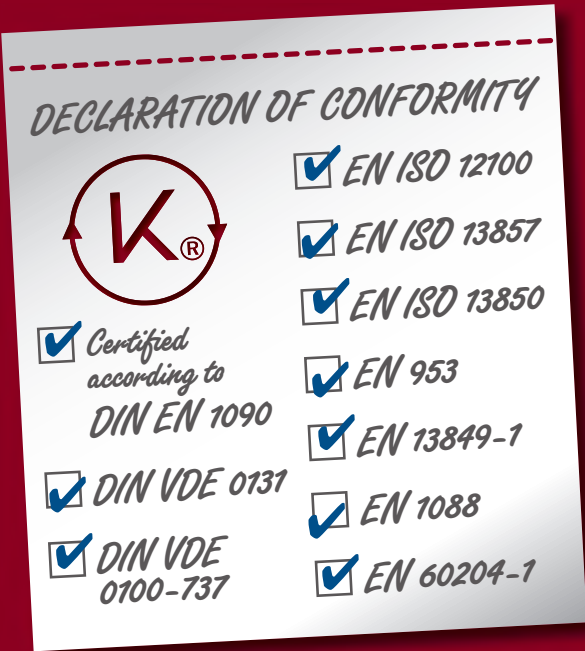 DECLARATION OF CONFORMITY
K®
Certified
according to
DIN EN 1090
DIN VDE 0131
DIN VDE
0100-737
EN ISO 12100
EN ISO 13857
EN ISO 13850
EN 953
EN 13849-1
EN 1088
EN 60204-1